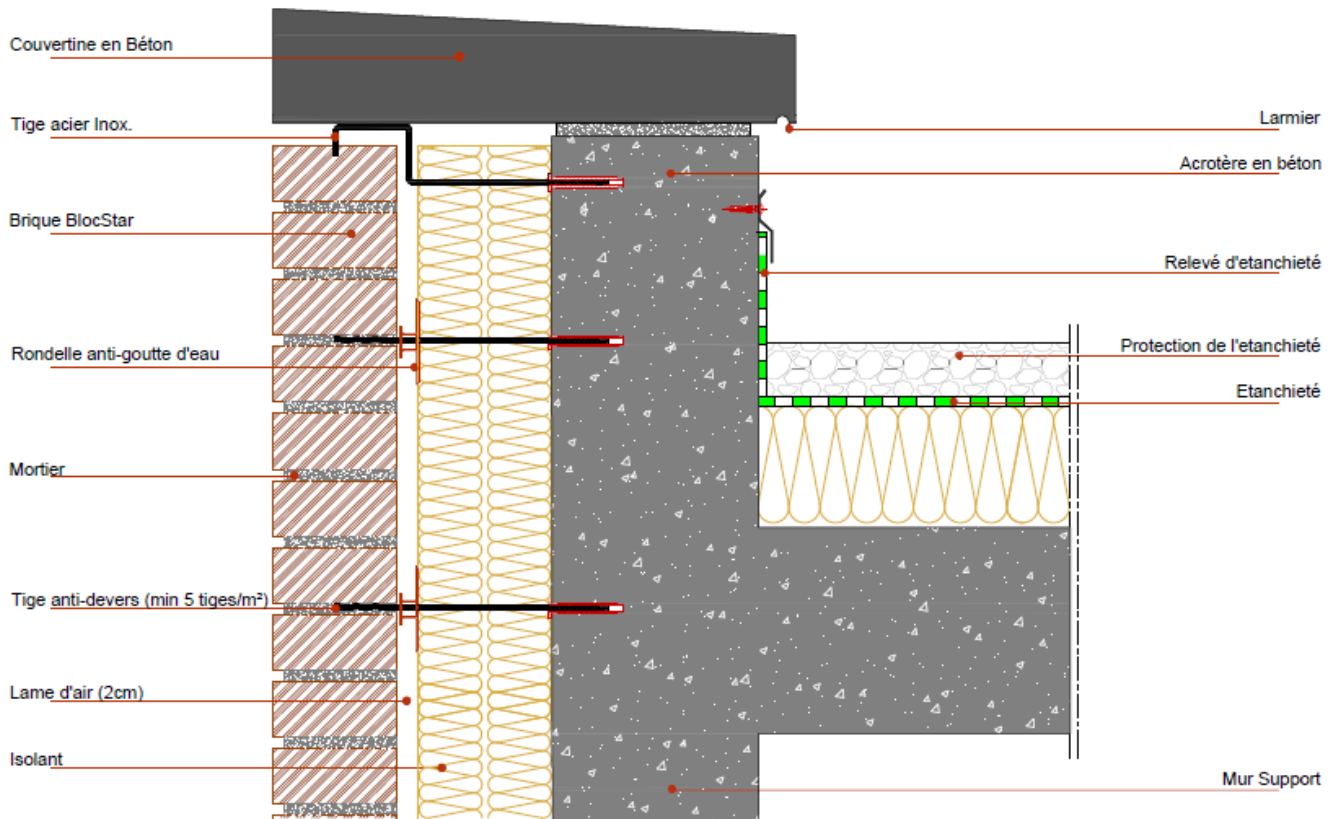 Couvertine en Béton
Tige acier Inox.
Brique BlocStar
Rondelle anti-goutte d'eau
Mortier
Tige anti-devers (min 5 tiges/m²)
Lame d'air (2cm)
Isolant
Larmier
Acrotère en béton
Relevé d'etanchieté
Protection de l'etanchieté
Etanchieté
Mur Support